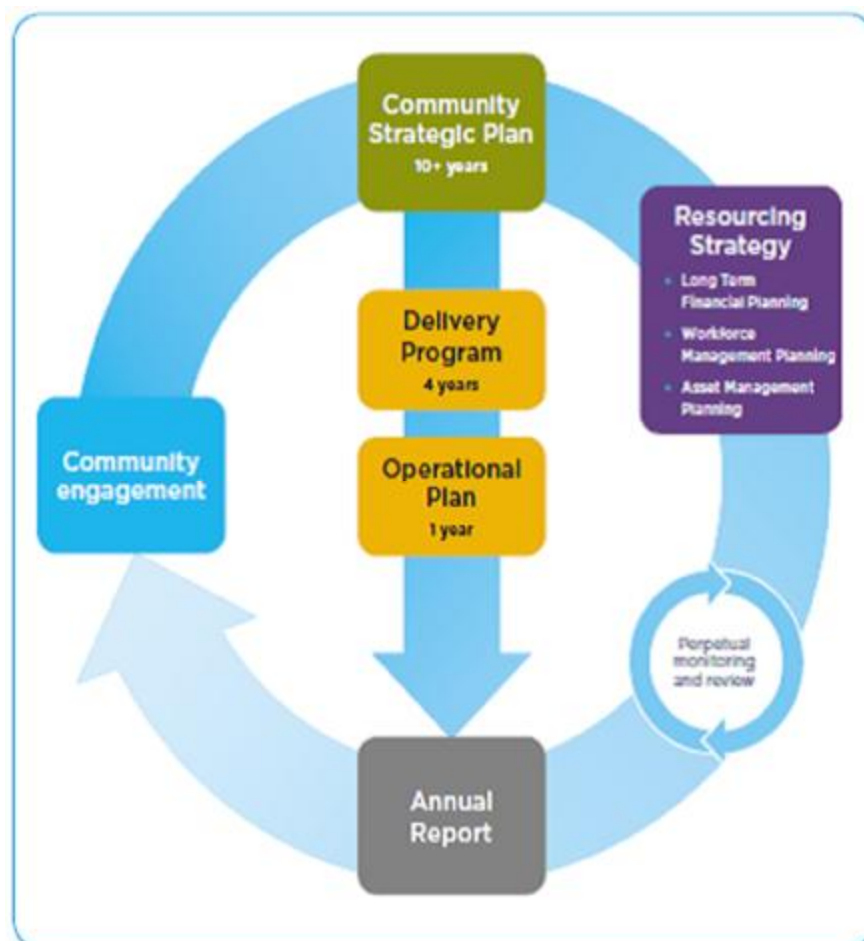 Community
Strategic Plan
10+ years
Resourcing
Strategy
• Long Term
Financial Planning
• Workforce
Management Planning
• Asset Management
Planning
Delivery
Program
4 years
Community
engagement
Operational
Plan
1 year
Perpetual
monitoring
and review
Annual
Report